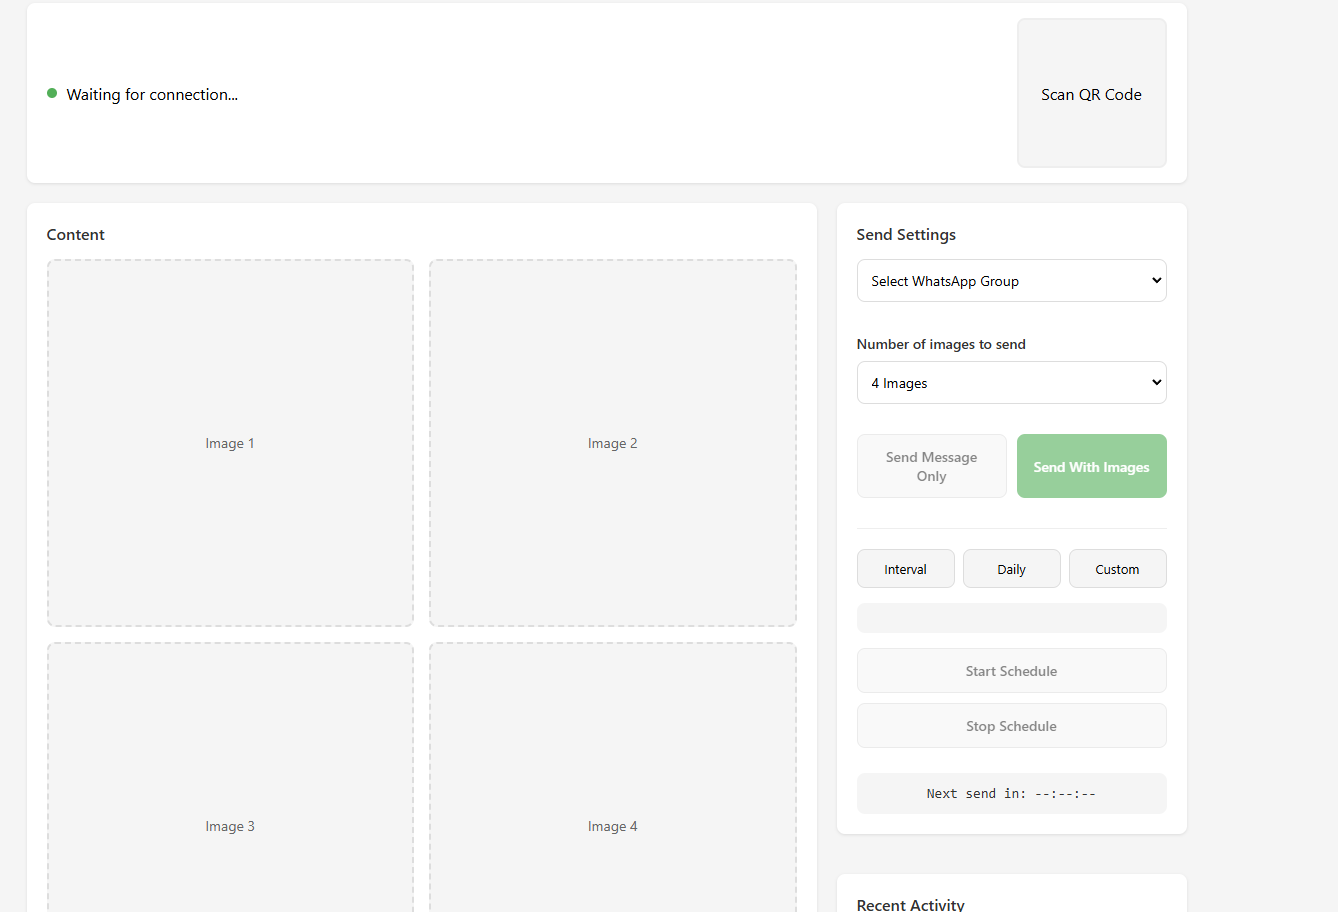 Waiting for connection...
Scan QR Code
Content
Image 1
Image 2
Image 3
Image 4
Send Settings
Select WhatsApp Group
Number of images to send
4 Images
Send Message
Only
Send With Images
Interval
Daily
Custom
Start Schedule
Stop Schedule
Next send in: --:--:--
Recent Activity